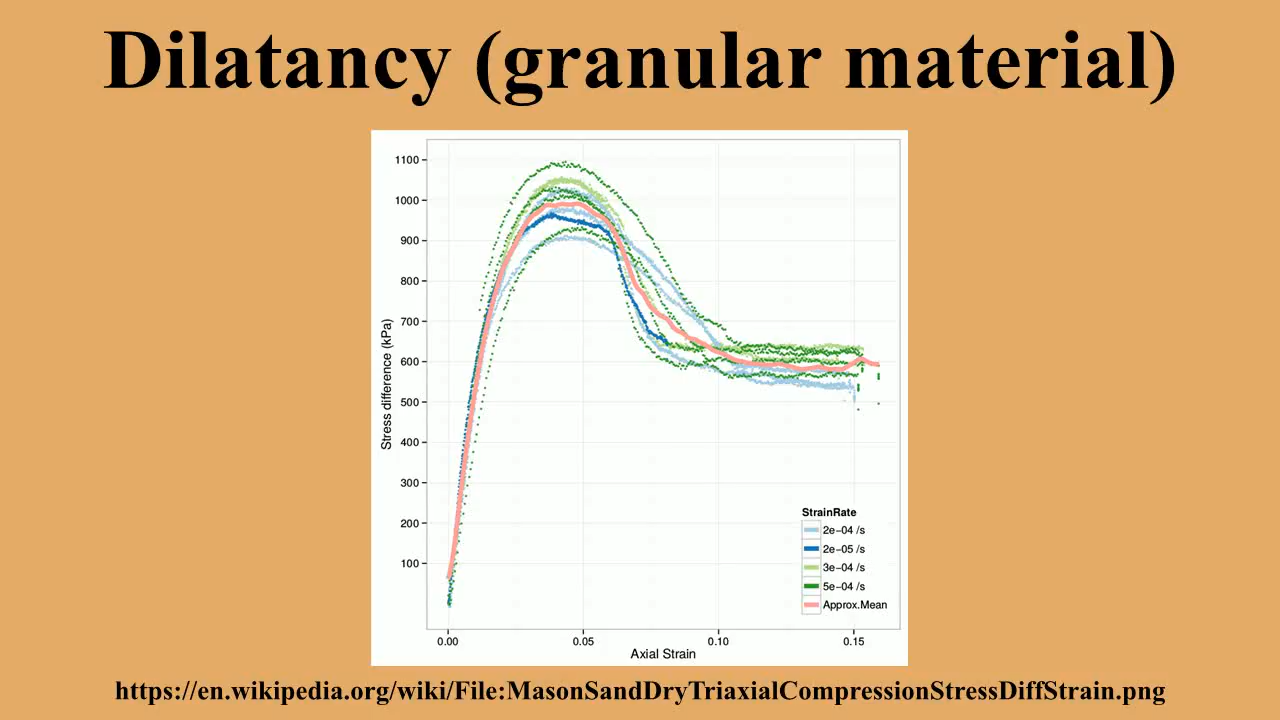 Dilatancy (granular material)
1100
1000
900
800
700
600
500
400
300
200
100
Stress difference (kPa)
StrainRate
2e−04 /s
2e−05 /s
3e−04 /s
5e−04 /s
Approx.Mean
0.00 0.05 0.10 0.15
Axial Strain
https://en.wikipedia.org/wiki/File:MasonSandDryTriaxialCompressionStressDiffStrain.png